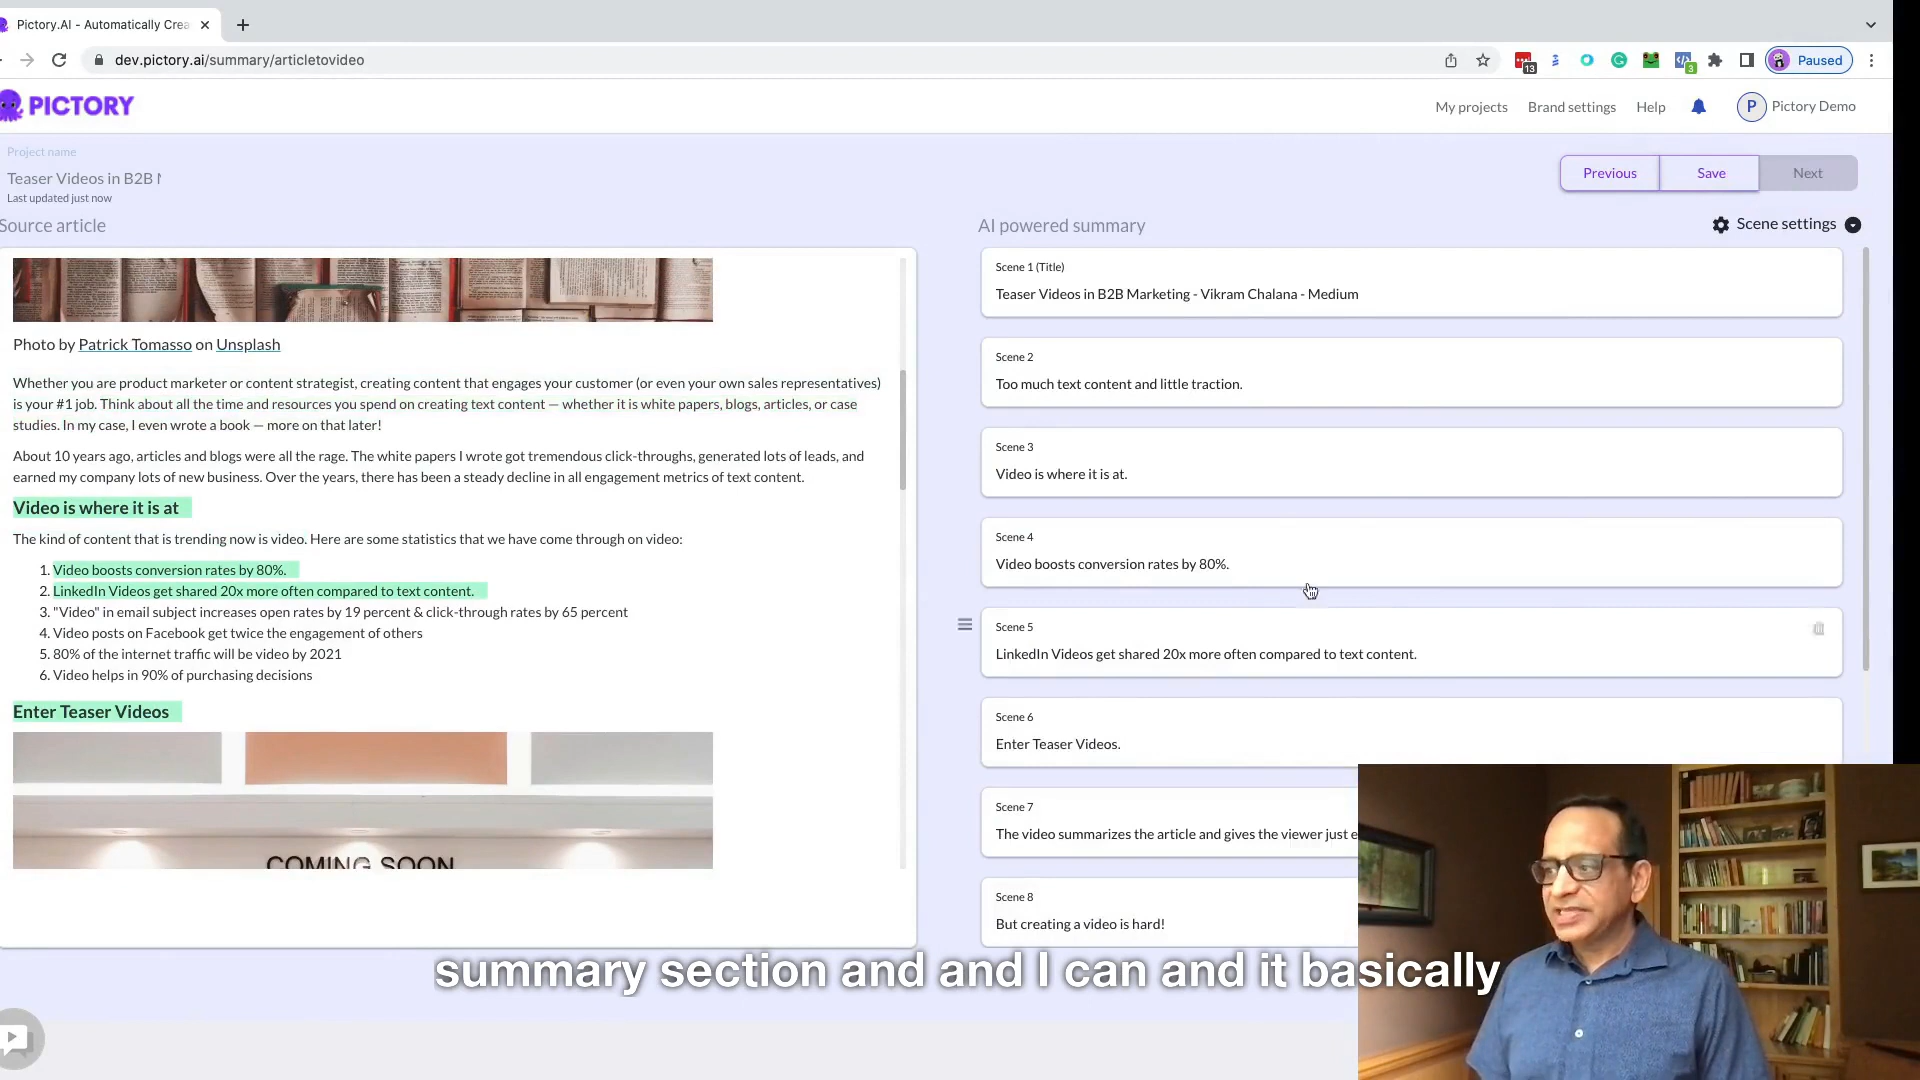 Pictory.AI - Automatically Crea
dev.pictory.ai/summary/articletovideo
13
3
Paused
PICTORY
My projects
Brand settings
Help
P
Pictory Demo
Project name
Teaser Videos in B2B
Last updated just now
Previous
Save
Next
Source article
Photo by Patrick Tomasso on Unsplash
Whether you are product marketer or content strategist, creating content that engages your customer (or even your own sales representatives)
is your #1 job. Think about all the time and resources you spend on creating text content — whether it is white papers, blogs, articles, or case
studies. In my case, I even wrote a book — more on that later!
About 10 years ago, articles and blogs were all the rage. The white papers I wrote got tremendous click-throughs, generated lots of leads, and
earned my company lots of new business. Over the years, there has been a steady decline in all engagement metrics of text content.
Video is where it is at
The kind of content that is trending now is video. Here are some statistics that we have come through on video:
1. Video boosts conversion rates by 80%.
2. LinkedIn Videos get shared 20x more often compared to text content.
3. "Video" in email subject increases open rates by 19 percent & click-through rates by 65 percent
4. Video posts on Facebook get twice the engagement of others
5. 80% of the internet traffic will be video by 2021
6. Video helps in 90% of purchasing decisions
Enter Teaser Videos
COMING SOON
AI powered summary
Scene settings
Scene 1 (Title)
Teaser Videos in B2B Marketing - Vikram Chalana - Medium
Scene 2
Too much text content and little traction.
Scene 3
Video is where it is at.
Scene 4
Video boosts conversion rates by 80%.
Scene 5
LinkedIn Videos get shared 20x more often compared to text content.
Scene 6
Enter Teaser Videos.
Scene 7
The video summarizes the article and gives the viewer just e
Scene 8
But creating a video is hard!
summary section and and I can and it basically